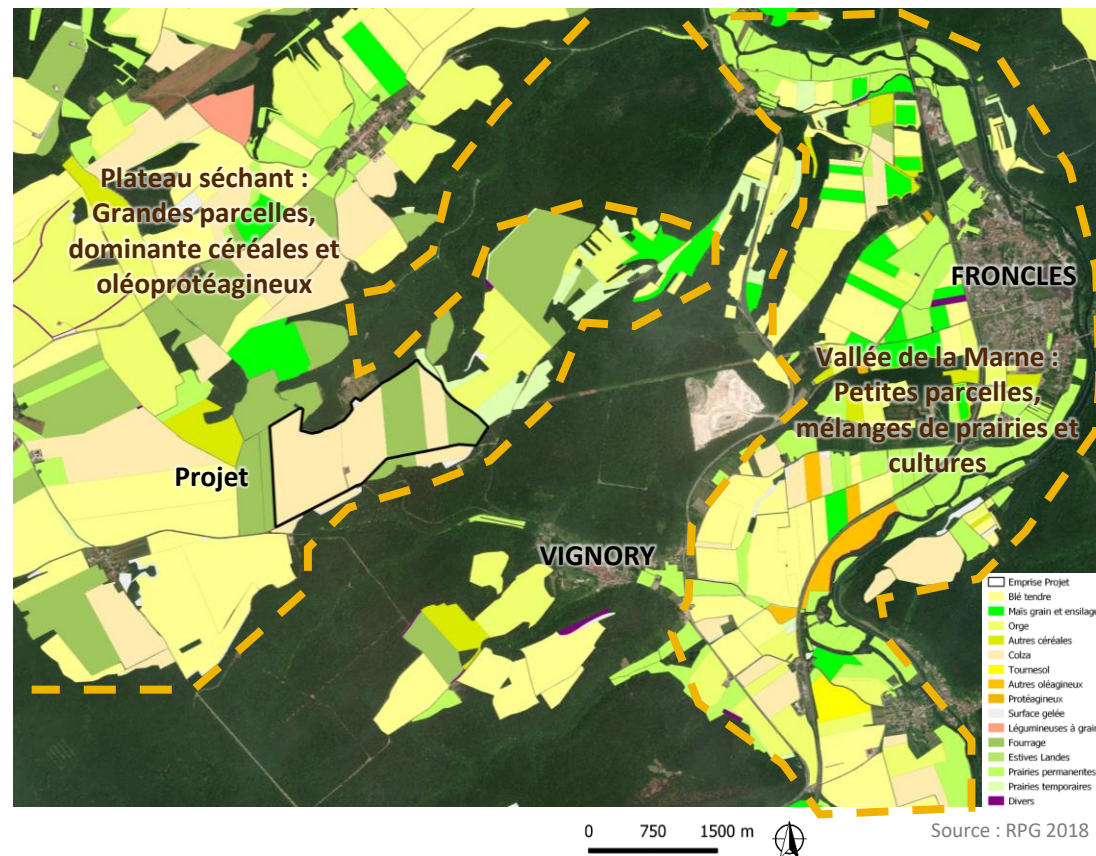 Plateau séchant :
Grandes parcelles,
dominante céréales et
oléoprotéagineux
FRONCLES
Vallée de la Marne :
Petites parcelles,
mélanges de prairies et
cultures
Projet
VIGNORY
Emprise Projet
Blé tendre
Maïs grain et ensilage
Orge
Autres céréales
Colza
Tournesol
Autres oléagineux
Protéagineux
Surface gelée
Légumineuses à grain
Fourrage
Estives Landes
Prairies permanentes
Prairies temporaires
Divers
0 750 1500 m
Source : RPG 2018